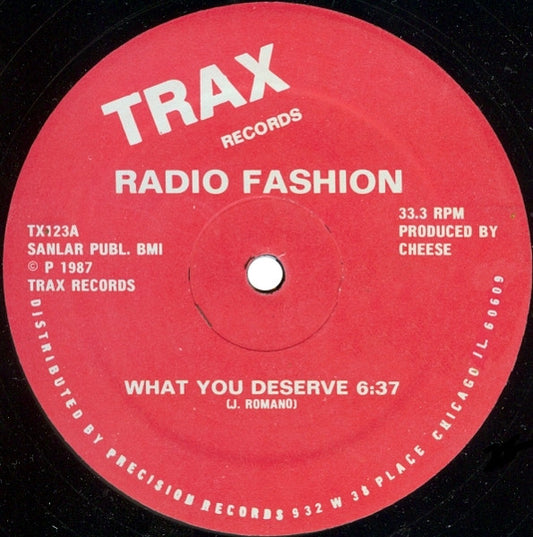 TRAX
RECORDS
RADIO FASHION
TX123A
SANLAR PUBL. BMI
© P 1987
TRAX RECORDS
33.3 RPM
PRODUCED BY
CHEESE
WHAT YOU DESERVE 6:37
(J. ROMANO)
DISTRIBUTED BY PRECISION RECORDS 932 W 38 PLACE CHICAGO IL 60609